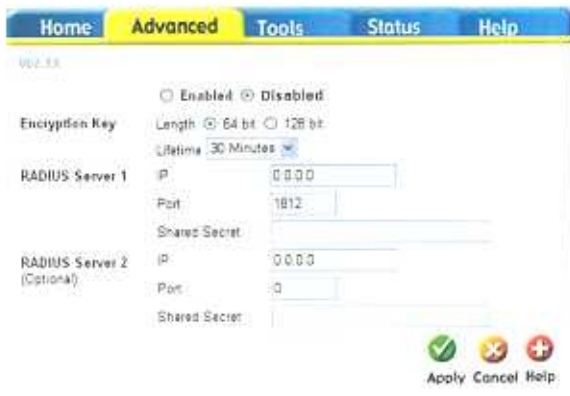 Home Advanced Tools Status Help
802.1X
Enabled Disabled
Encryption Key Length 64 bit 128 bit
Lifetime 30 Minutes
RADIUS Server 1 IP 0.0.0.0
Port 1812
Shared Secret
RADIUS Server 2 IP 0.0.0.0
(Optional)
Port 0
Shared Secret
Apply Cancel Help